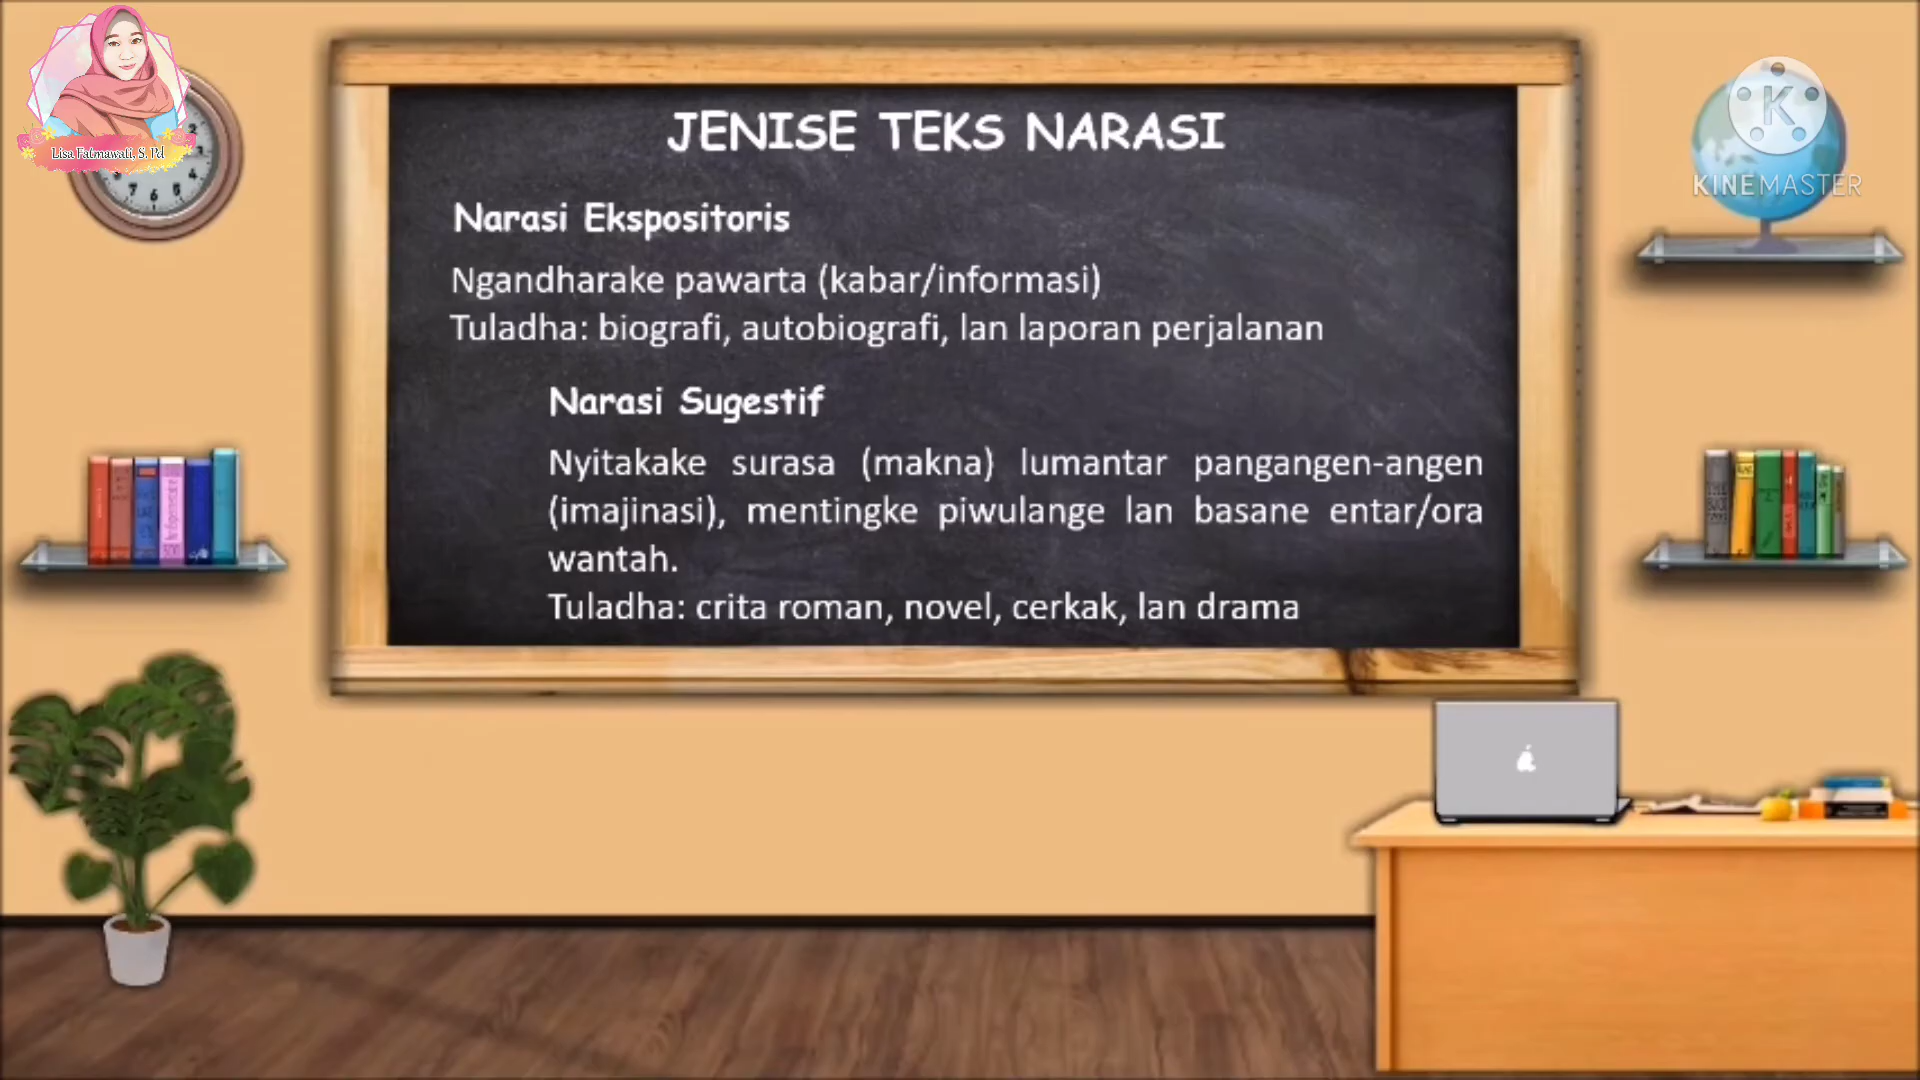 Lisa Fatmawati, S. Pd
KINEMASTER
JENISE TEKS NARASI
Narasi Ekspositoris
Ngandharake pawarta (kabar/informasi)
Tuladha: biografi, autobiografi, lan laporan perjalanan
Narasi Sugestif
Nyitakake surasa (makna) lumantar pangangen-angen
(imajinasi), mentingke piwulange lan basane entar/ora
wantah.
Tuladha: crita roman, novel, cerkak, lan drama